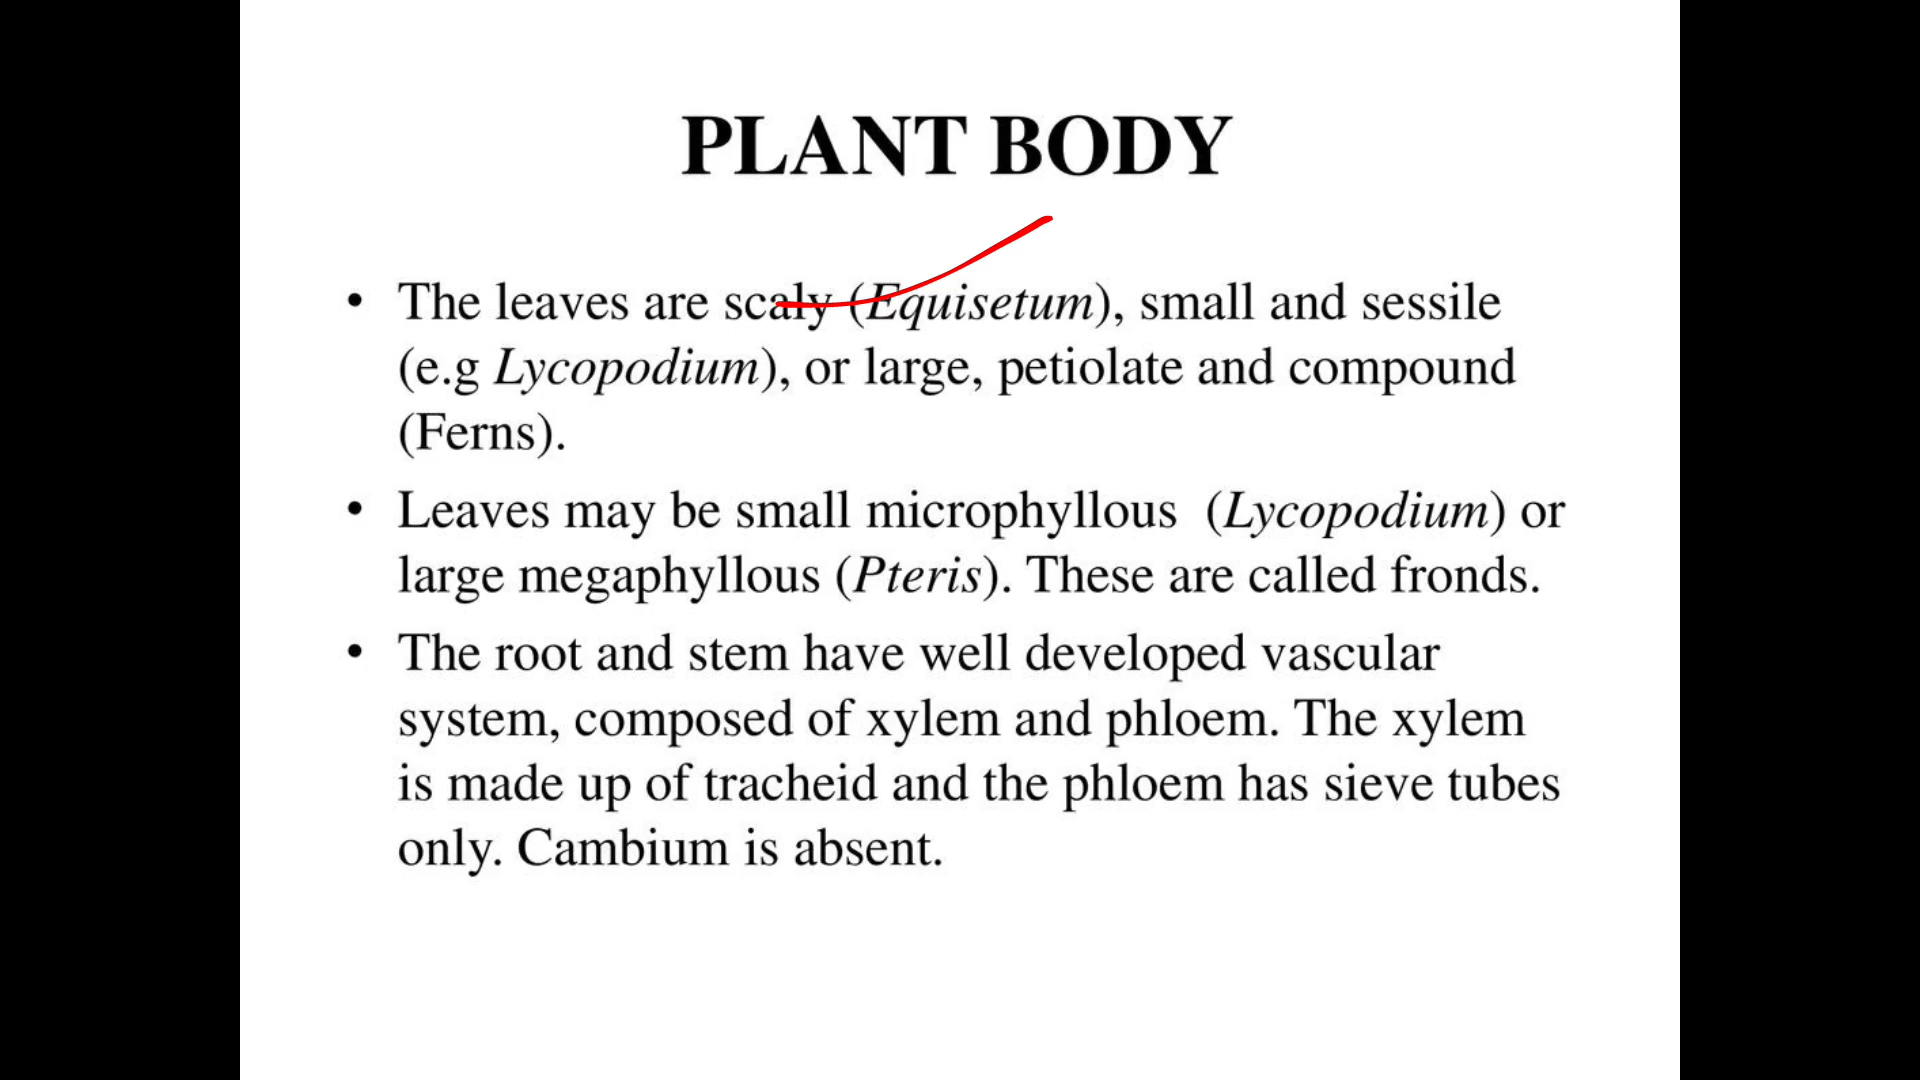 PLANT BODY
• The leaves are scaly (Equisetum), small and sessile
(e.g Lycopodium), or large, petiolate and compound
(Ferns).
• Leaves may be small microphyllous (Lycopodium) or
large megaphyllous (Pteris). These are called fronds.
• The root and stem have well developed vascular
system, composed of xylem and phloem. The xylem
is made up of tracheid and the phloem has sieve tubes
only. Cambium is absent.